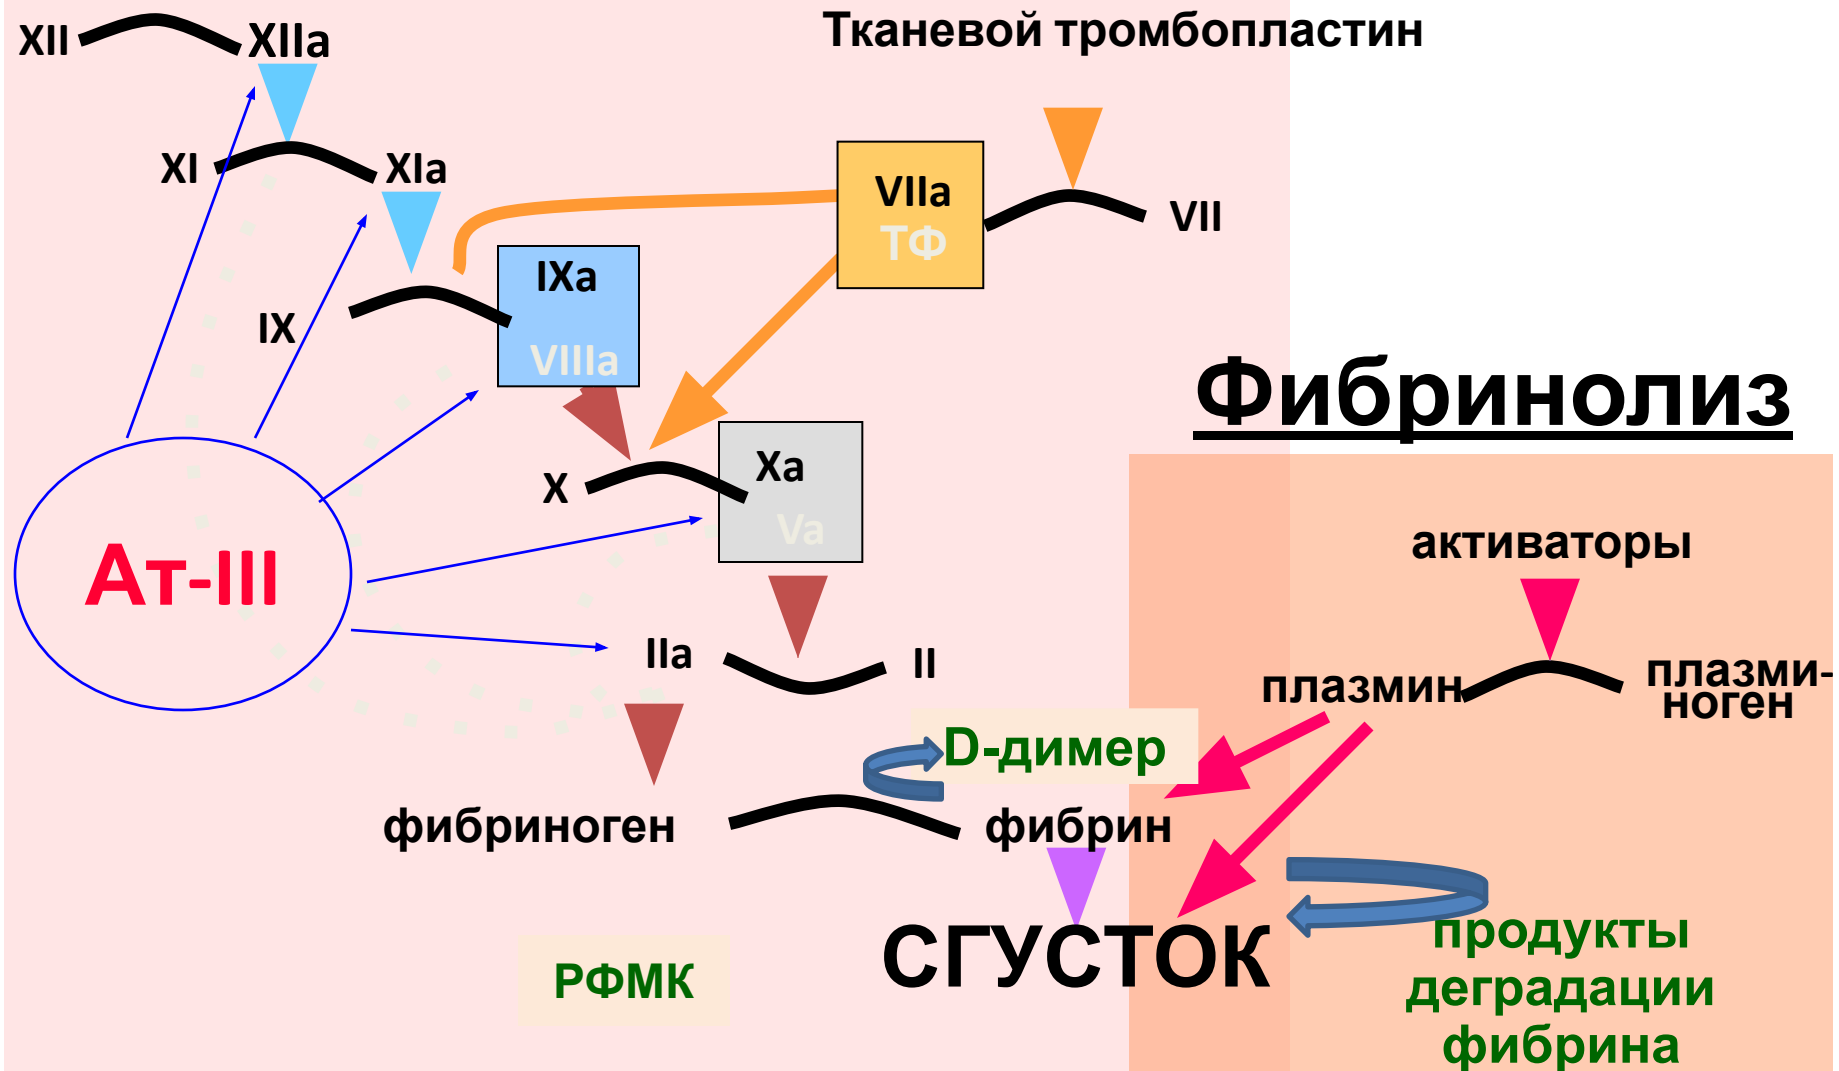 XII
XIIa
Тканевой тромбопластин
XI
XIa
VIIa
ТФ
VII
IXa
IX
VIIIa
Фибринолиз
X
Xa
Va
активаторы
Ат-III
IIa
II
плазмин
плазми-
ноген
D-димер
фибриноген
фибрин
СГУСТОК
РФМК
продукты
деградации
фибрина